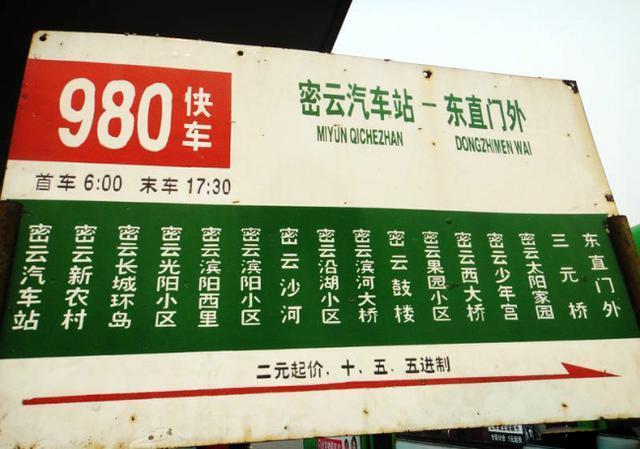 980 快车
密云汽车站－东直门外
MIYÜN QICHEZHAN DONGZHIMEN WAI
首车 6:00 末车 17:30
密云汽车站
密云新农村
密云长城环岛
密云光阳小区
密云滨阳西里
密云滨阳小区
密云沙河
密云沿湖小区
密云滨河大桥
密云鼓楼
密云果园小区
密云西大桥
密云少年宫
密云太阳家园
三元桥
东直门外
二元起价，十、五、五进制